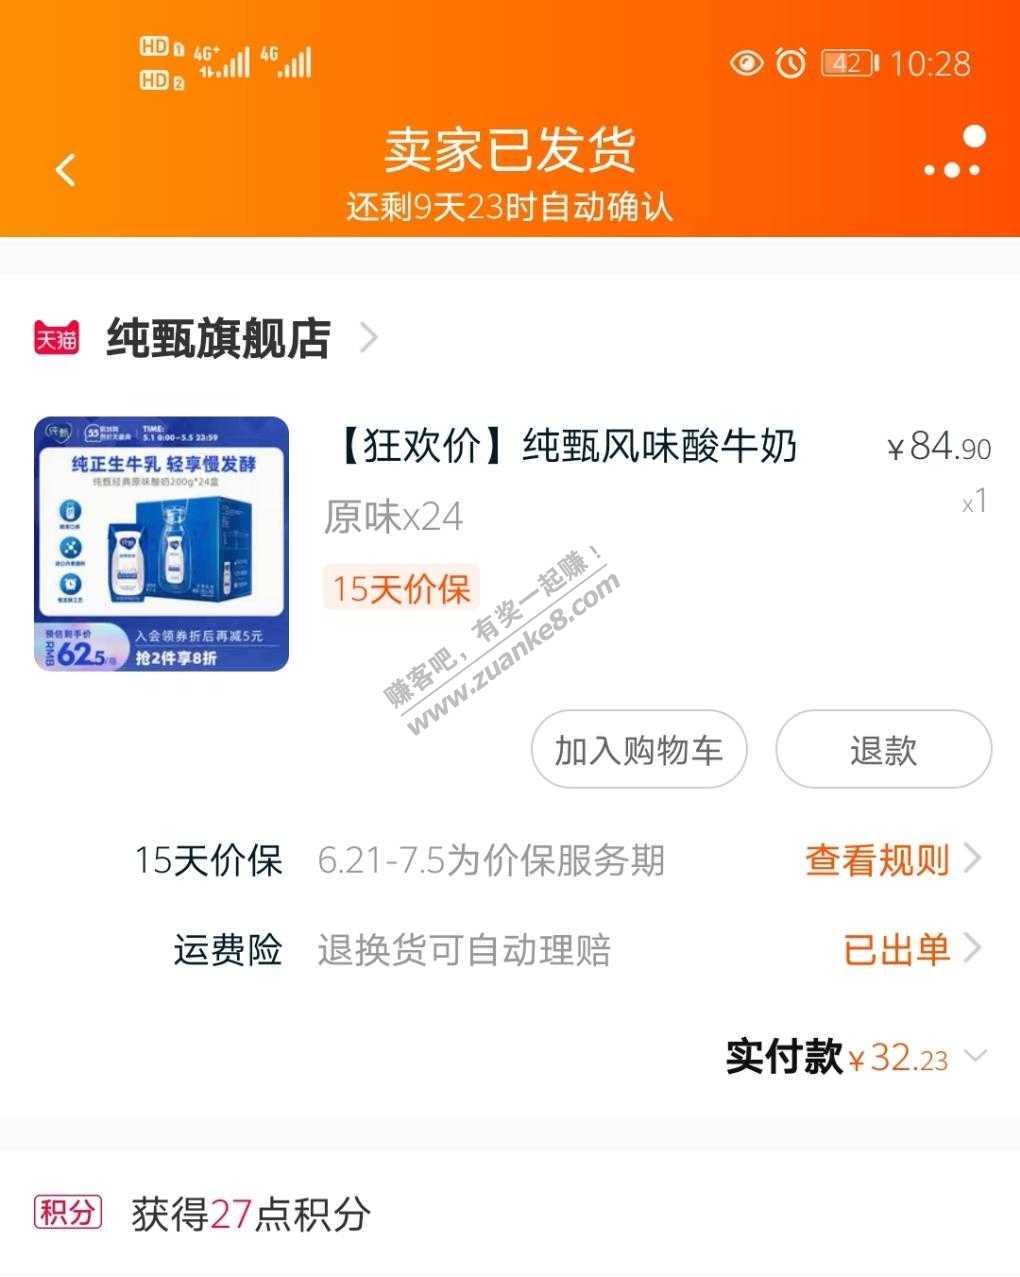 HD 1 4G+ 4G 42 10:28
HD 2
卖家已发货
还剩9天23时自动确认
天猫 纯甄旗舰店
纯甄 55 TIME:
5.1 0:00-5.5 23:59
纯正生牛乳 轻享慢发酵
纯甄经典原味酸奶200g*24盒
预估到手价
RMB 62.5/箱
入会领券折后再减5元
抢2件享8折
【狂欢价】纯甄风味酸牛奶 ¥84.90
原味x24 x1
15天价保
赚客吧，有奖一起赚！
www.zuanke8.com
加入购物车 退款
15天价保 6.21-7.5为价保服务期 查看规则
运费险 退换货可自动理赔 已出单
实付款¥32.23
积分 获得27点积分